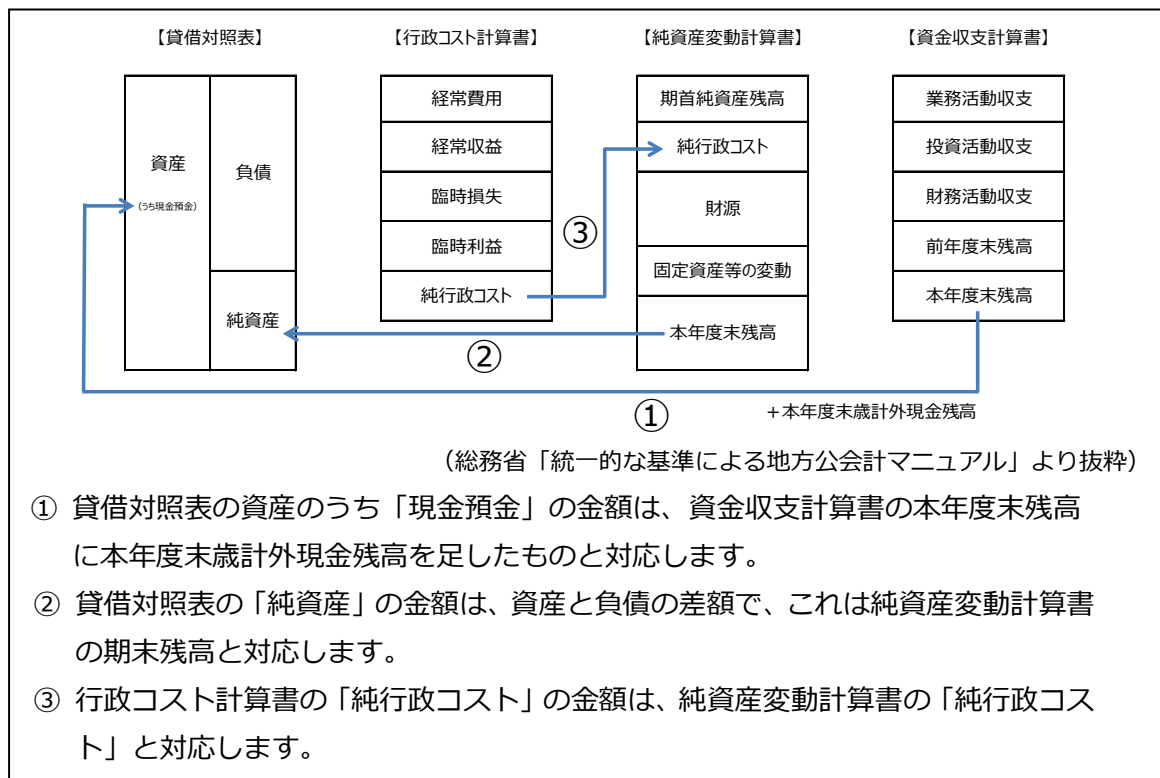 【貸借対照表】
資産
(うち現金預金)
負債
純資産
【行政コスト計算書】
経常費用
経常収益
臨時損失
臨時利益
純行政コスト
③
【純資産変動計算書】
期首純資産残高
純行政コスト
財源
固定資産等の変動
本年度末残高
②
【資金収支計算書】
業務活動収支
投資活動収支
財務活動収支
前年度末残高
本年度末残高
①
＋本年度末歳計外現金残高
（総務省「統一的な基準による地方公会計マニュアル」より抜粋）
① 貸借対照表の資産のうち「現金預金」の金額は、資金収支計算書の本年度末残高
に本年度末歳計外現金残高を足したものと対応します。
② 貸借対照表の「純資産」の金額は、資産と負債の差額で、これは純資産変動計算書
の期末残高と対応します。
③ 行政コスト計算書の「純行政コスト」の金額は、純資産変動計算書の「純行政コス
ト」と対応します。